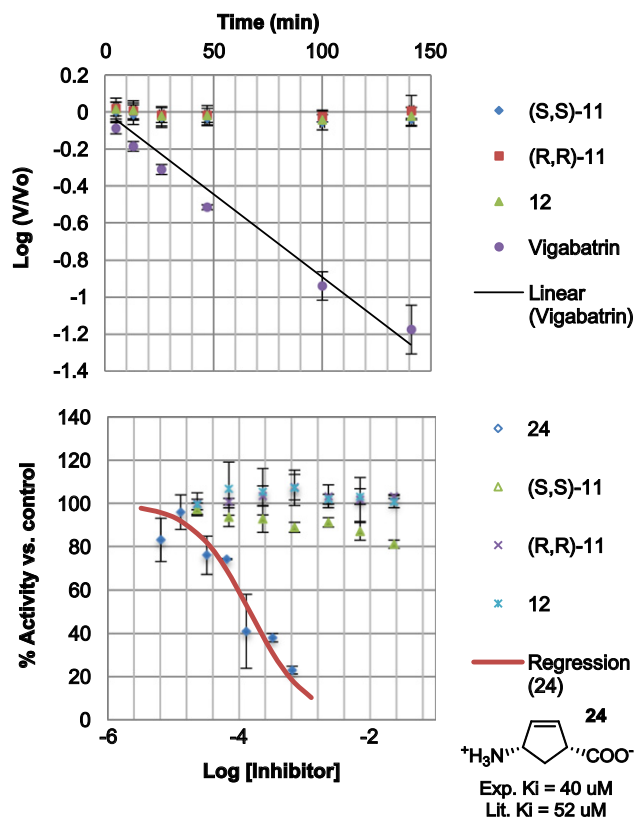 Time (min)
0 50 100 150
0.2
0
-0.2
-0.4
-0.6
-0.8
-1
-1.2
-1.4
Log (V/Vo)
(S,S)-11
(R,R)-11
12
Vigabatrin
Linear
(Vigabatrin)
140
120
100
80
60
40
20
0
% Activity vs. control
-6 -4 -2
Log [Inhibitor]
24
(S,S)-11
(R,R)-11
12
Regression
(24)
24
+H3N
COO-
Exp. Ki = 40 uM
Lit. Ki = 52 uM